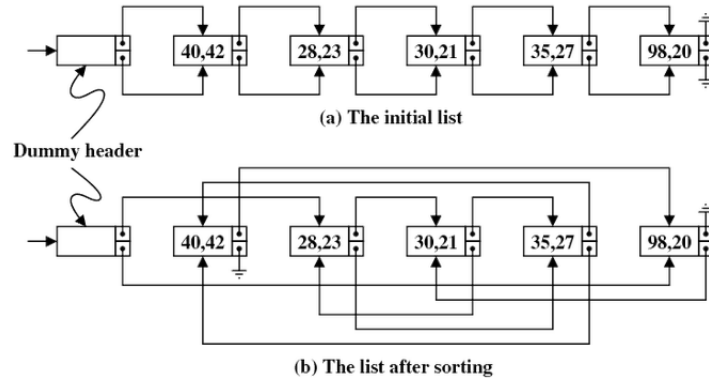 40,42 28,23 30,21 35,27 98,20
(a) The initial list
Dummy header
40,42 28,23 30,21 35,27 98,20
(b) The list after sorting